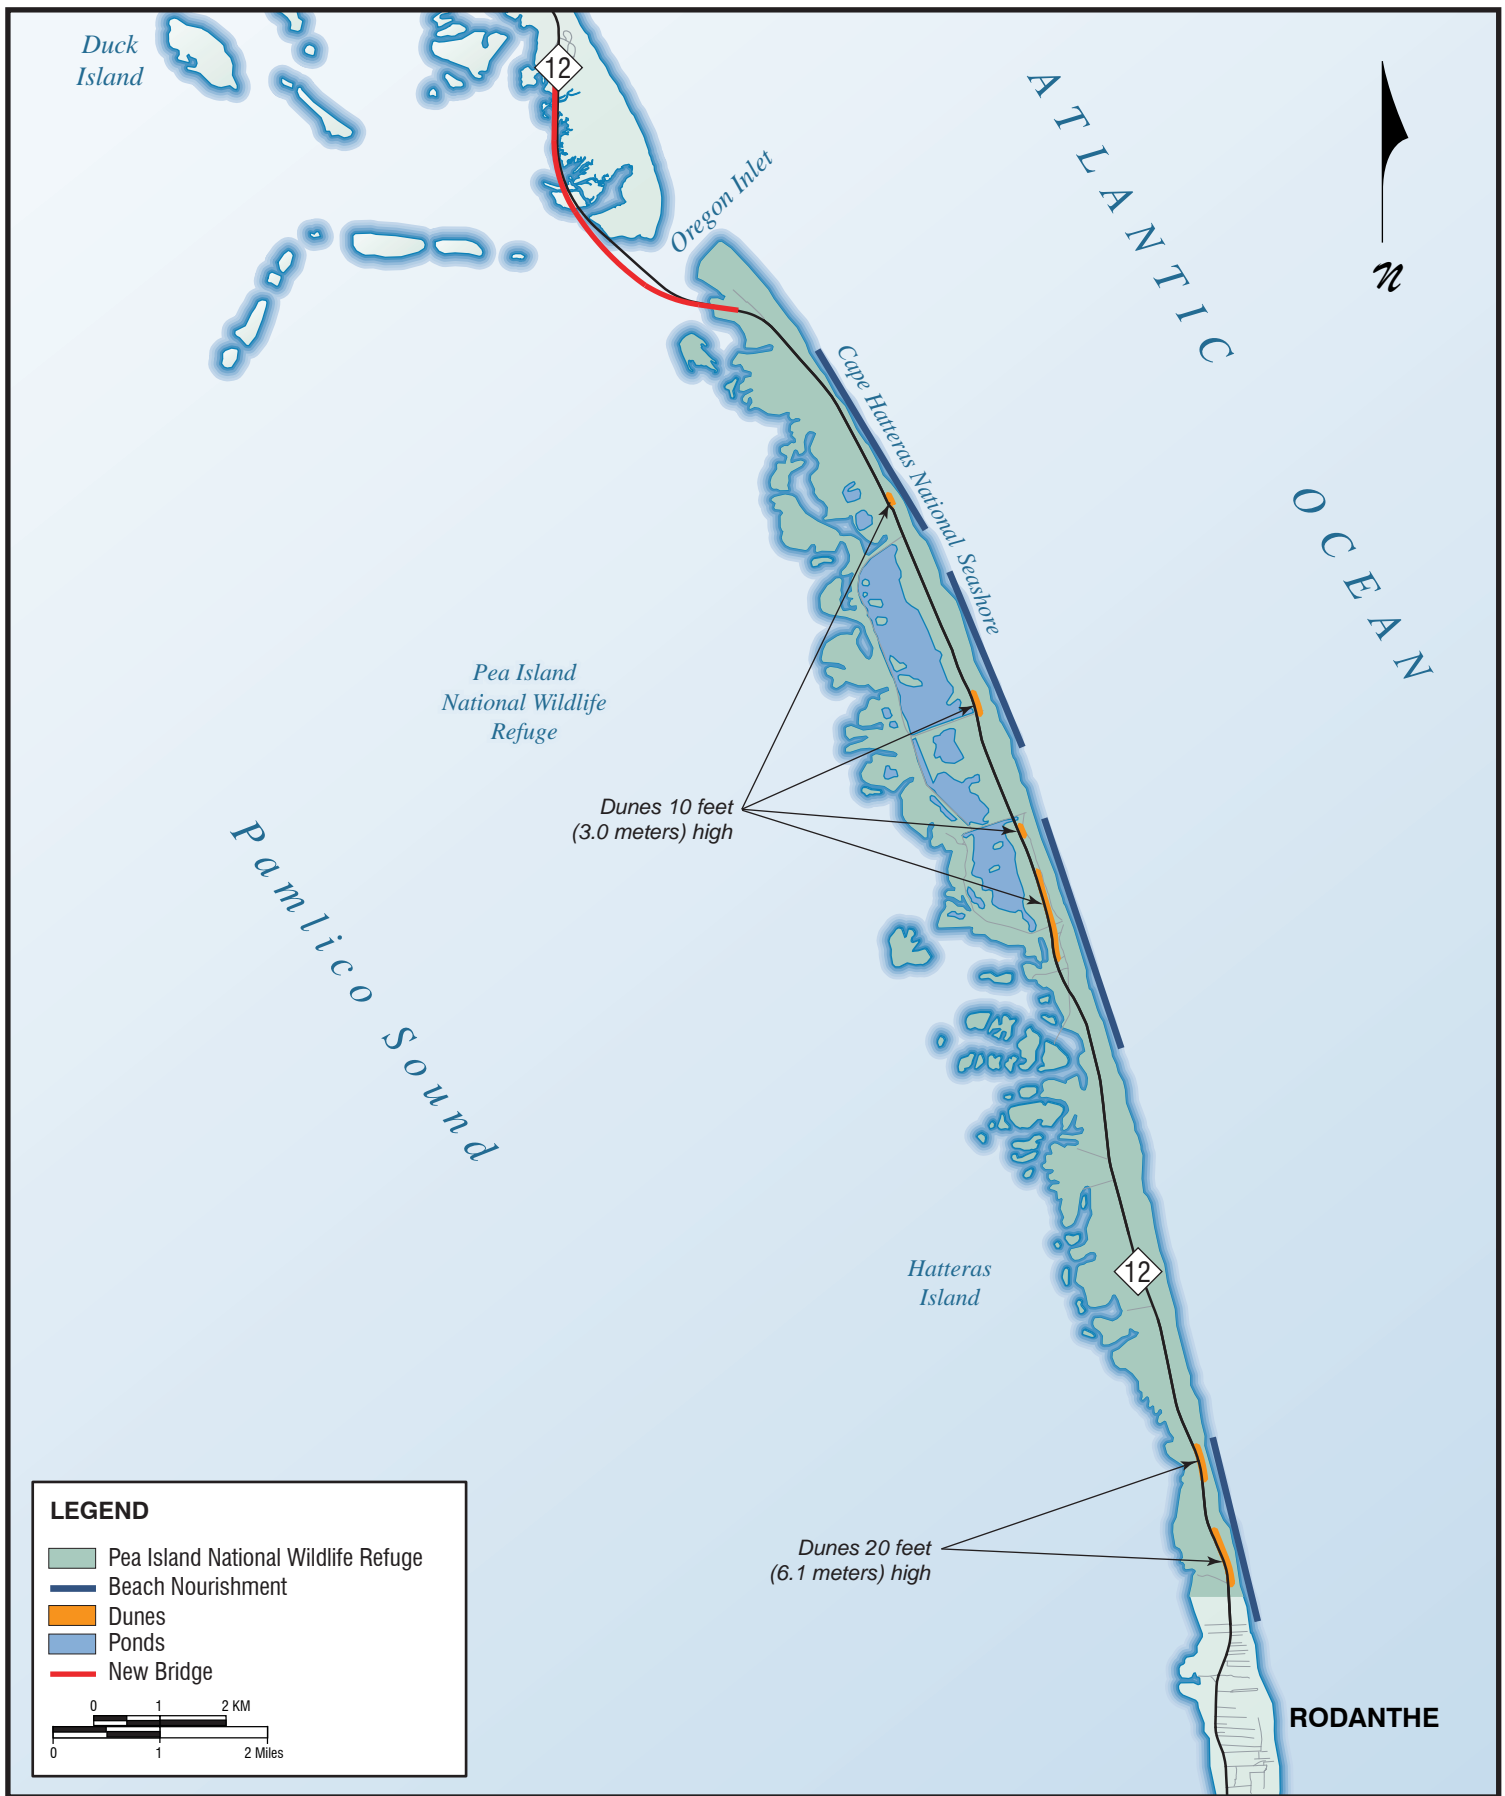 Duck
Island
12
ATLANTIC
OCEAN
Oregon Inlet
N
Cape Hatteras National Seashore
Pea Island
National Wildlife
Refuge
Dunes 10 feet
(3.0 meters) high
Pamlico Sound
Hatteras
Island
12
Dunes 20 feet
(6.1 meters) high
RODANTHE
LEGEND
Pea Island National Wildlife Refuge
Beach Nourishment
Dunes
Ponds
New Bridge
0 1 2 KM
0 1 2 Miles